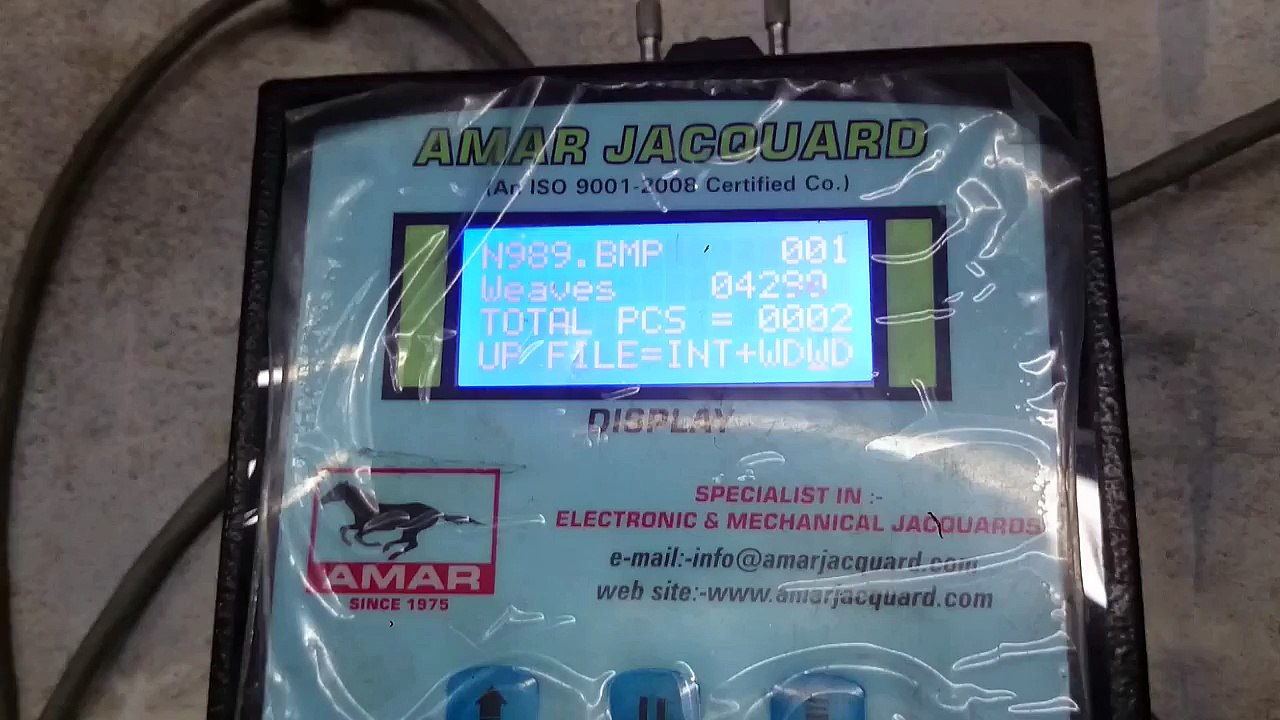 AMAR JACQUARD
(An ISO 9001-2008 Certified Co.)
N989.BMP 001
Weaves
TOTAL PCS = 0002
UP FILE=INT+WDWD
DISPLAY
SPECIALIST IN :-
ELECTRONIC & MECHANICAL JACQUARDS
e-mail:-info@amarjacquard.com
web site:-www.amarjacquard.com
AMAR
SINCE 1975